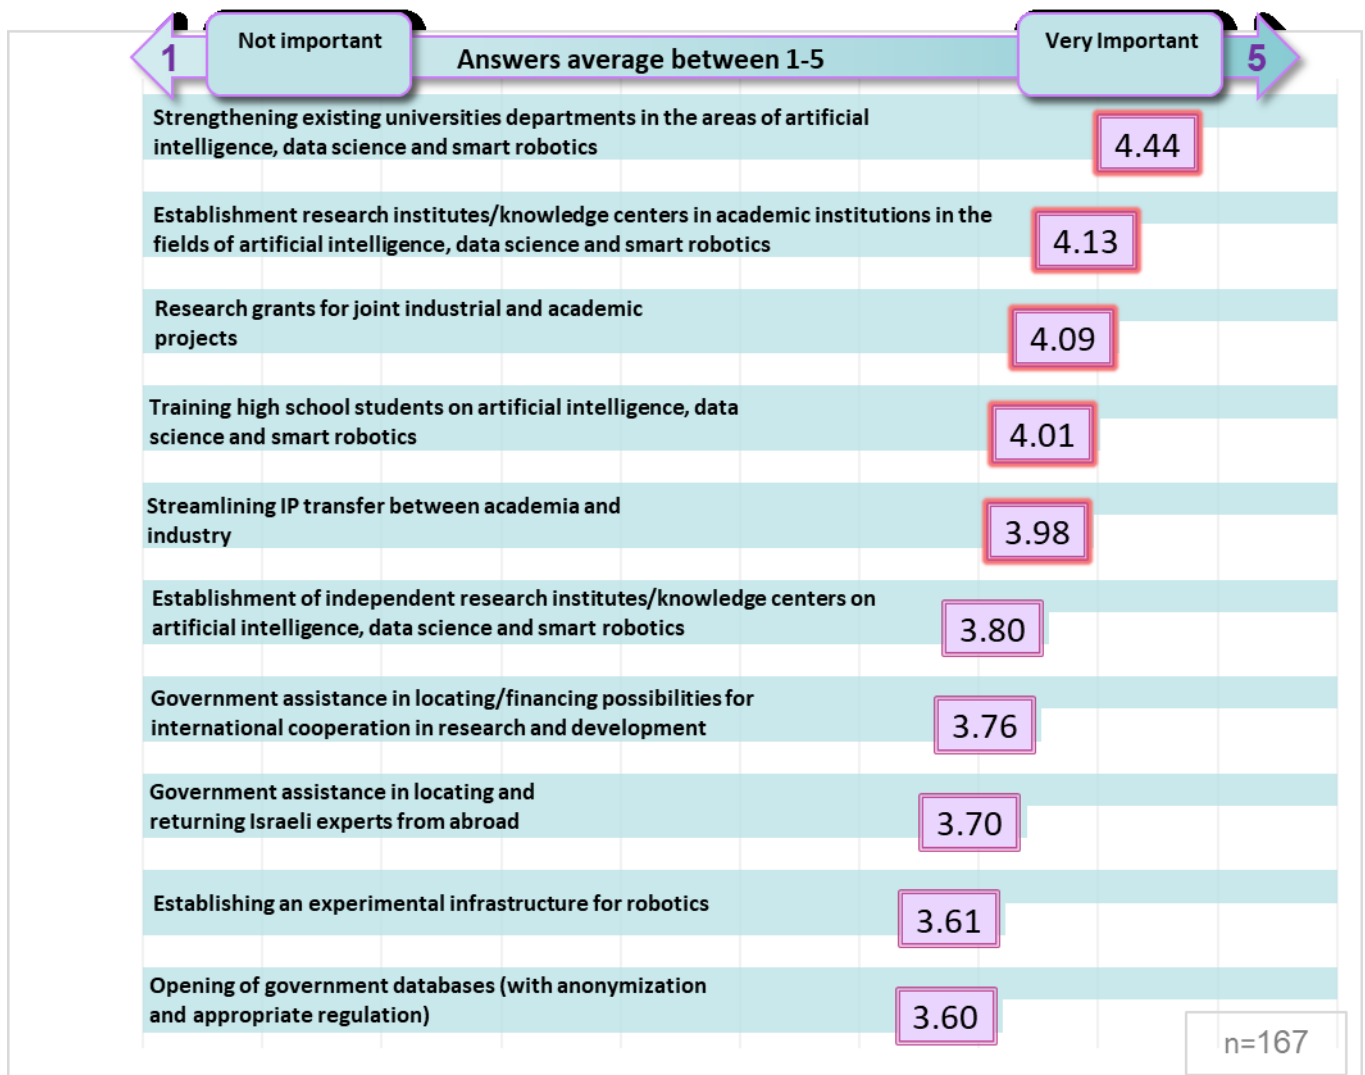 1
Not important
Answers average between 1-5
Very Important
5
Strengthening existing universities departments in the areas of artificial
intelligence, data science and smart robotics
4.44
Establishment research institutes/knowledge centers in academic institutions in the
fields of artificial intelligence, data science and smart robotics
4.13
Research grants for joint industrial and academic
projects
4.09
Training high school students on artificial intelligence, data
science and smart robotics
4.01
Streamlining IP transfer between academia and
industry
3.98
Establishment of independent research institutes/knowledge centers on
artificial intelligence, data science and smart robotics
3.80
Government assistance in locating/financing possibilities for
international cooperation in research and development
3.76
Government assistance in locating and
returning Israeli experts from abroad
3.70
Establishing an experimental infrastructure for robotics
3.61
Opening of government databases (with anonymization
and appropriate regulation)
3.60
n=167